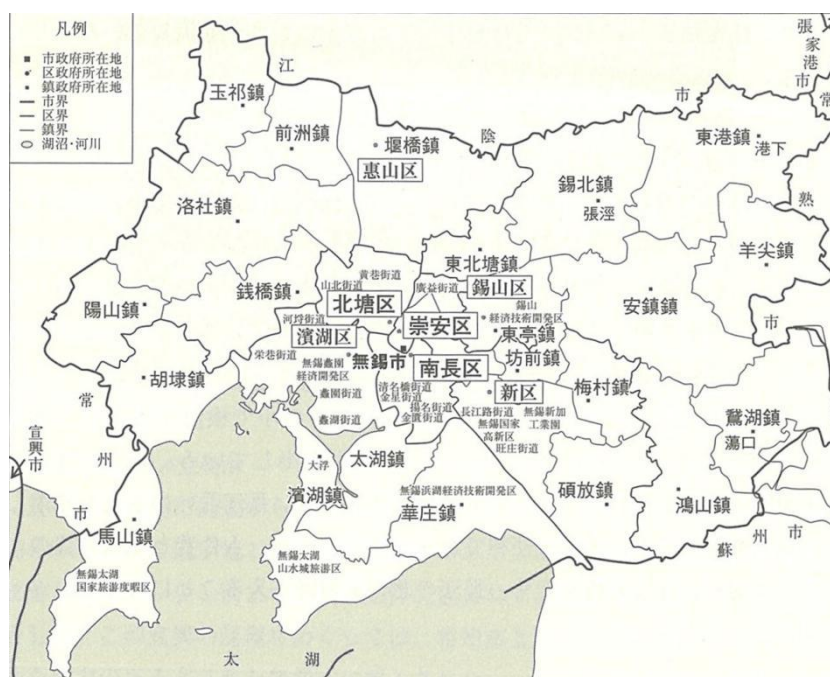 凡例
市政府所在地
区政府所在地
鎮政府所在地
市界
区界
鎮界
湖沼・河川
江
陰
市
張家港市
常
熟
市
玉祁鎮
前洲鎮
堰橋鎮
惠山区
東港鎮
港下
錫北鎮
張涇
洛社鎮
羊尖鎮
東北塘鎮
安鎮鎮
黄巷街道
山北街道
廣益街道
錫山区
銭橋鎮
北塘区
陽山鎮
錫山
経済技術開発区
河埒街道
崇安区
濱湖区
東亭鎮
無錫市
南長区
坊前鎮
栄巷街道
無錫蠡園
経済開発区
胡埭鎮
新区
梅村鎮
清名橋街道
金星街道
蠡園街道
揚名街道
金匱街道
長江路街道
無錫新加
工業園
無錫国家
高新区
旺庄街道
蠡湖街道
鵞湖鎮
蕩口
常
州
市
宣興市
太湖鎮
大浮
濱湖鎮
無錫浜湖経済技術開発区
華庄鎮
碩放鎮
鴻山鎮
馬山鎮
蘇
州
市
無錫太湖
山水城旅游区
無錫太湖
国家旅游度暇区
太
湖